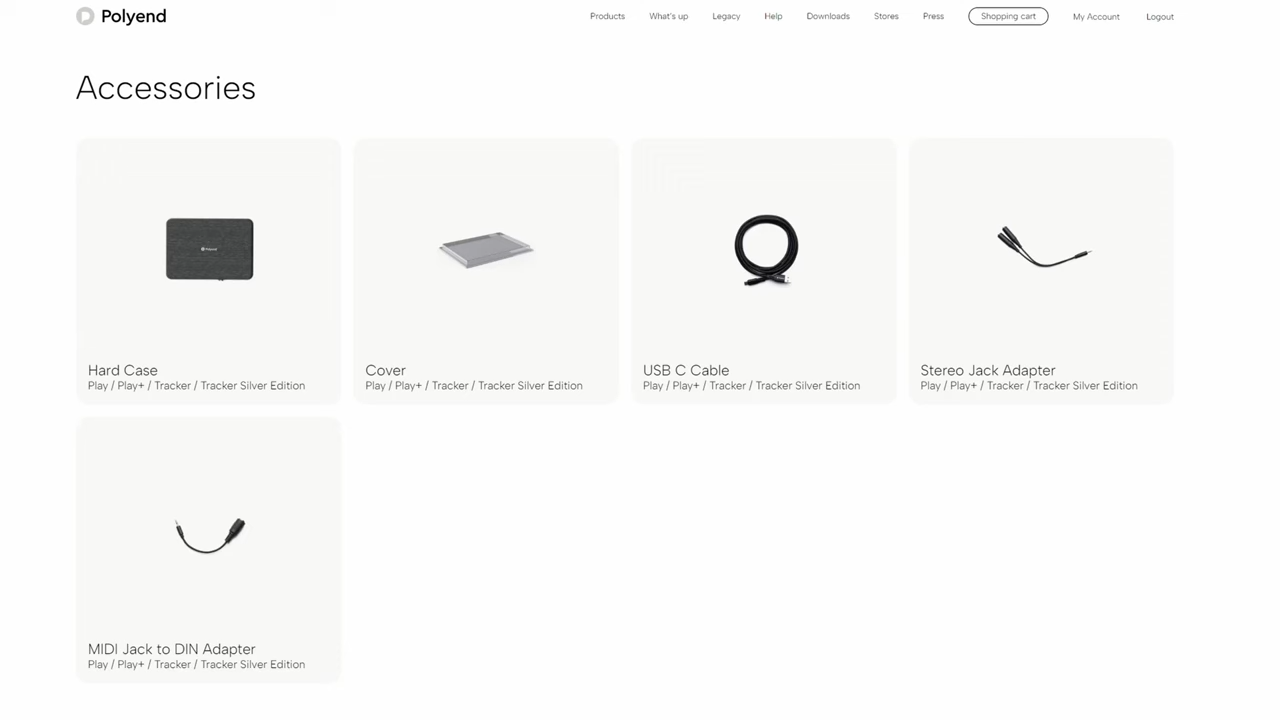 Polyend
Products What's up Legacy Help Downloads Stores Press Shopping cart My Account Logout
Accessories
Polyend
Hard Case
Play / Play+ / Tracker / Tracker Silver Edition
Cover
Play / Play+ / Tracker / Tracker Silver Edition
USB C Cable
Play / Play+ / Tracker / Tracker Silver Edition
Stereo Jack Adapter
Play / Play+ / Tracker / Tracker Silver Edition
MIDI Jack to DIN Adapter
Play / Play+ / Tracker / Tracker Silver Edition